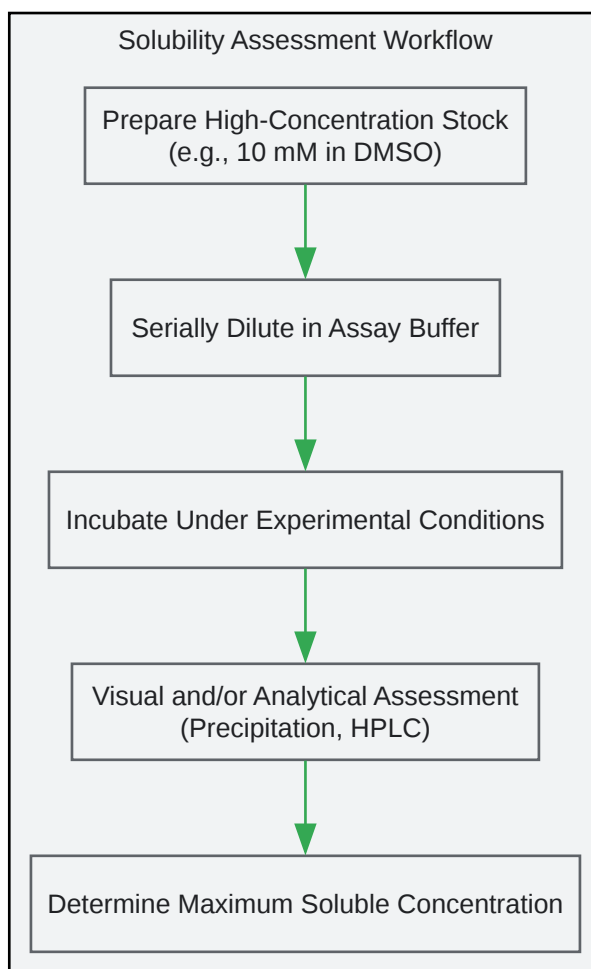 Solubility Assessment Workflow
Prepare High-Concentration Stock
(e.g., 10 mM in DMSO)
Serially Dilute in Assay Buffer
Incubate Under Experimental Conditions
Visual and/or Analytical Assessment
(Precipitation, HPLC)
Determine Maximum Soluble Concentration